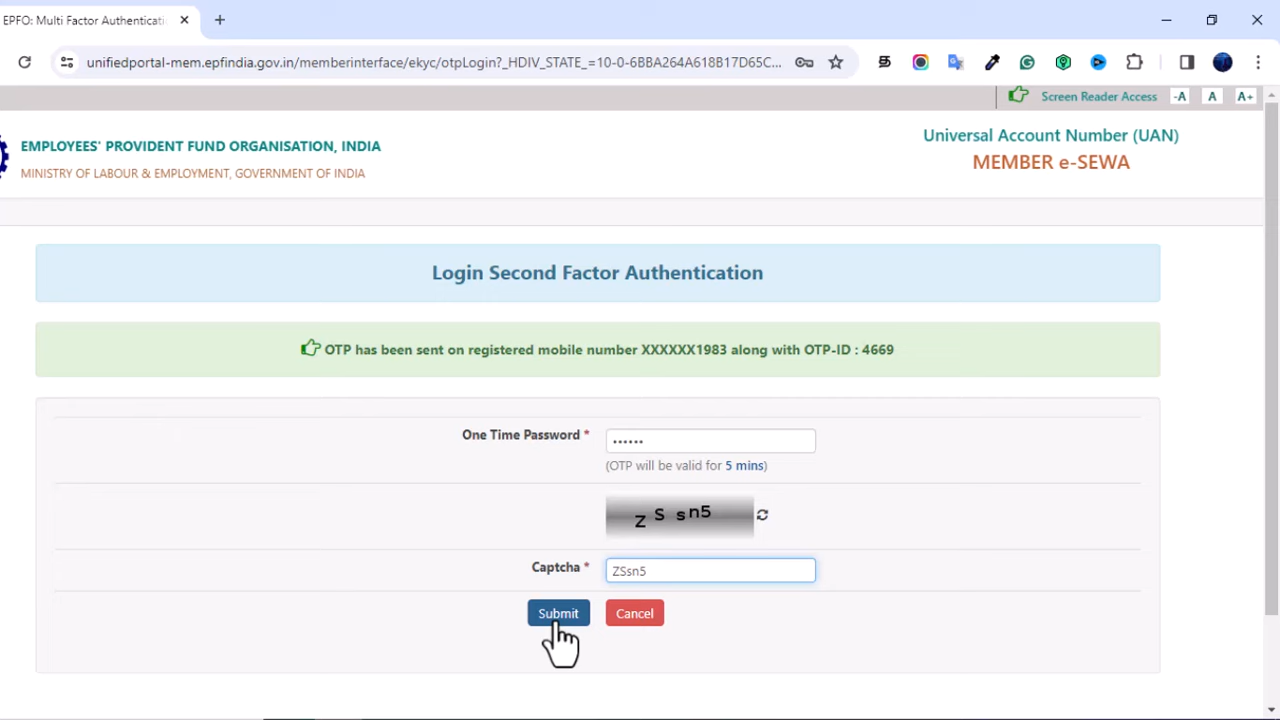 EPFO: Multi Factor Authenticati
unifiedportal-mem.epfindia.gov.in/memberinterface/ekyc/otpLogin?_HDIV_STATE_=10-0-6BBA264A618B17D65C...
Screen Reader Access -A A A+
EMPLOYEES' PROVIDENT FUND ORGANISATION, INDIA
MINISTRY OF LABOUR & EMPLOYMENT, GOVERNMENT OF INDIA
Universal Account Number (UAN)
MEMBER e-SEWA
Login Second Factor Authentication
OTP has been sent on registered mobile number XXXXXX1983 along with OTP-ID : 4669
One Time Password * ••••••
(OTP will be valid for 5 mins)
z S sn5
Captcha * ZSsn5
Submit Cancel